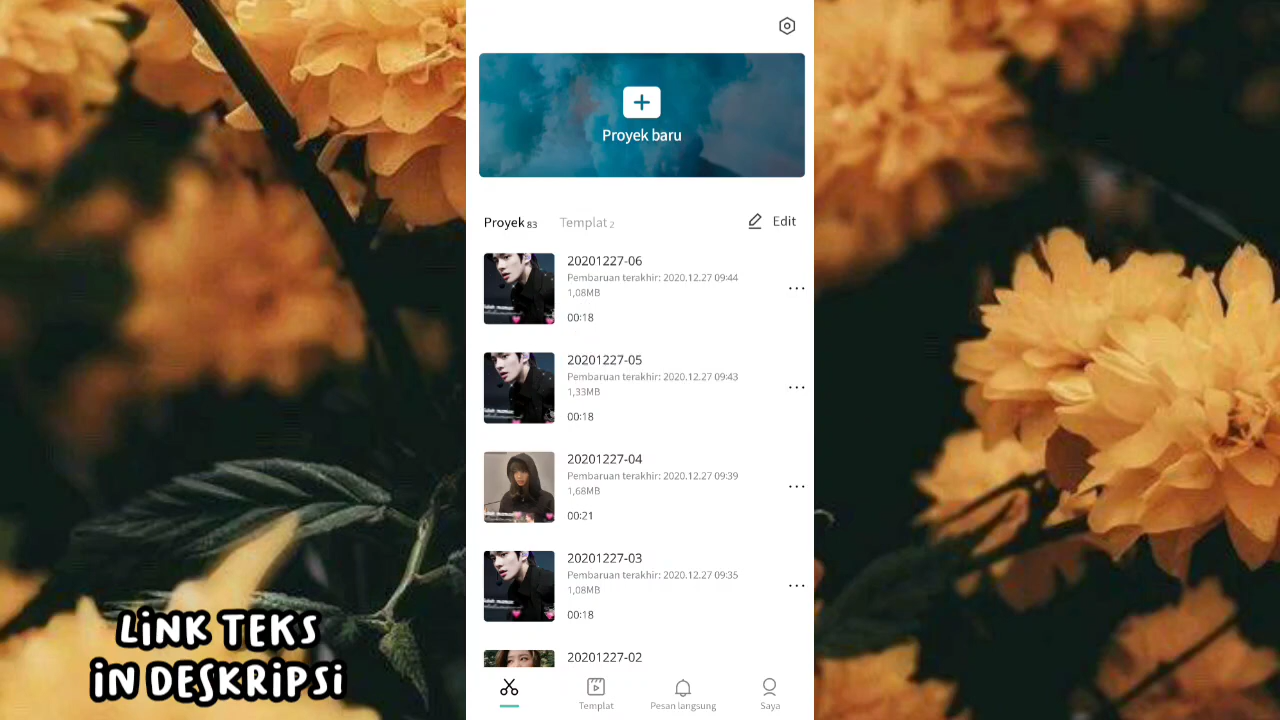 Proyek baru
Proyek 83
Templat 2
Edit
20201227-06
Pembaruan terakhir: 2020.12.27 09:44
1,08MB
00:18
20201227-05
Pembaruan terakhir: 2020.12.27 09:43
1,33MB
00:18
20201227-04
Pembaruan terakhir: 2020.12.27 09:39
1,68MB
00:21
20201227-03
Pembaruan terakhir: 2020.12.27 09:35
1,08MB
00:18
20201227-02
Templat
Pesan langsung
Saya
LINK TEKS
IN DESKRIPSI